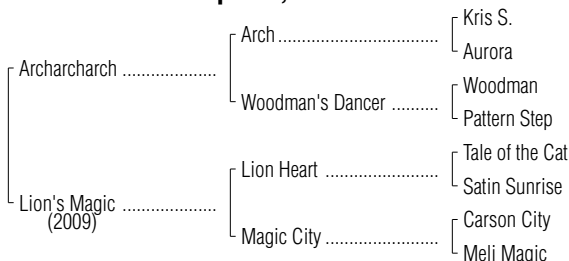 Kris S.
Arch ....................................
Aurora
Archarcharch .....................
Woodman
Woodman's Dancer ..........
Pattern Step
Tale of the Cat
Lion Heart .........................
Satin Sunrise
Lion's Magic .....................
(2009)
Carson City
Magic City .........................
Meli Magic